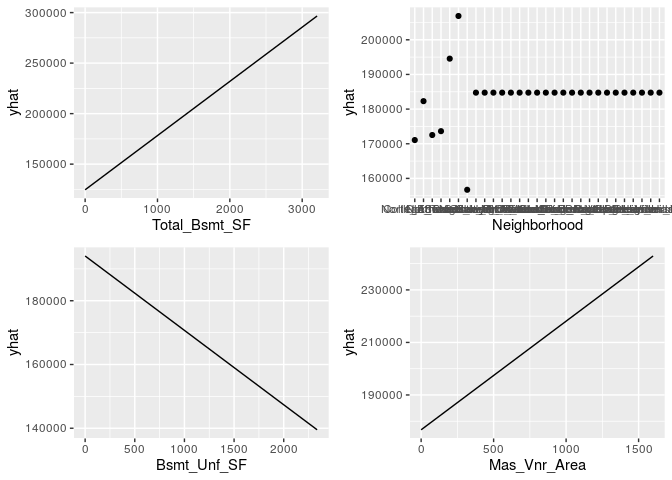 300000
250000
200000
150000
yhat
0 1000 2000 3000
Total_Bsmt_SF
200000
190000
180000
170000
160000
yhat
Neighborhood
180000
160000
140000
yhat
0 500 1000 1500 2000
Bsmt_Unf_SF
230000
210000
190000
yhat
0 500 1000 1500
Mas_Vnr_Area